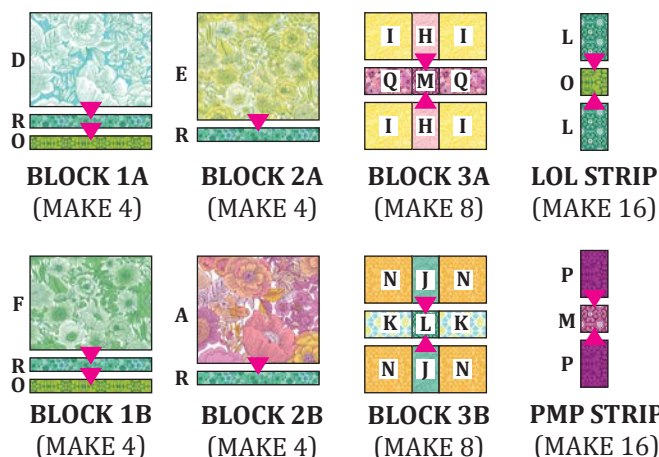 D
R
O
BLOCK 1A
(MAKE 4)
E
R
BLOCK 2A
(MAKE 4)
I H I
Q M Q
I H I
BLOCK 3A
(MAKE 8)
L
O
L
LOL STRIP
(MAKE 16)
F
R
O
BLOCK 1B
(MAKE 4)
A
R
BLOCK 2B
(MAKE 4)
N J N
K L K
N J N
BLOCK 3B
(MAKE 8)
P
M
P
PMP STRIP
(MAKE 16)